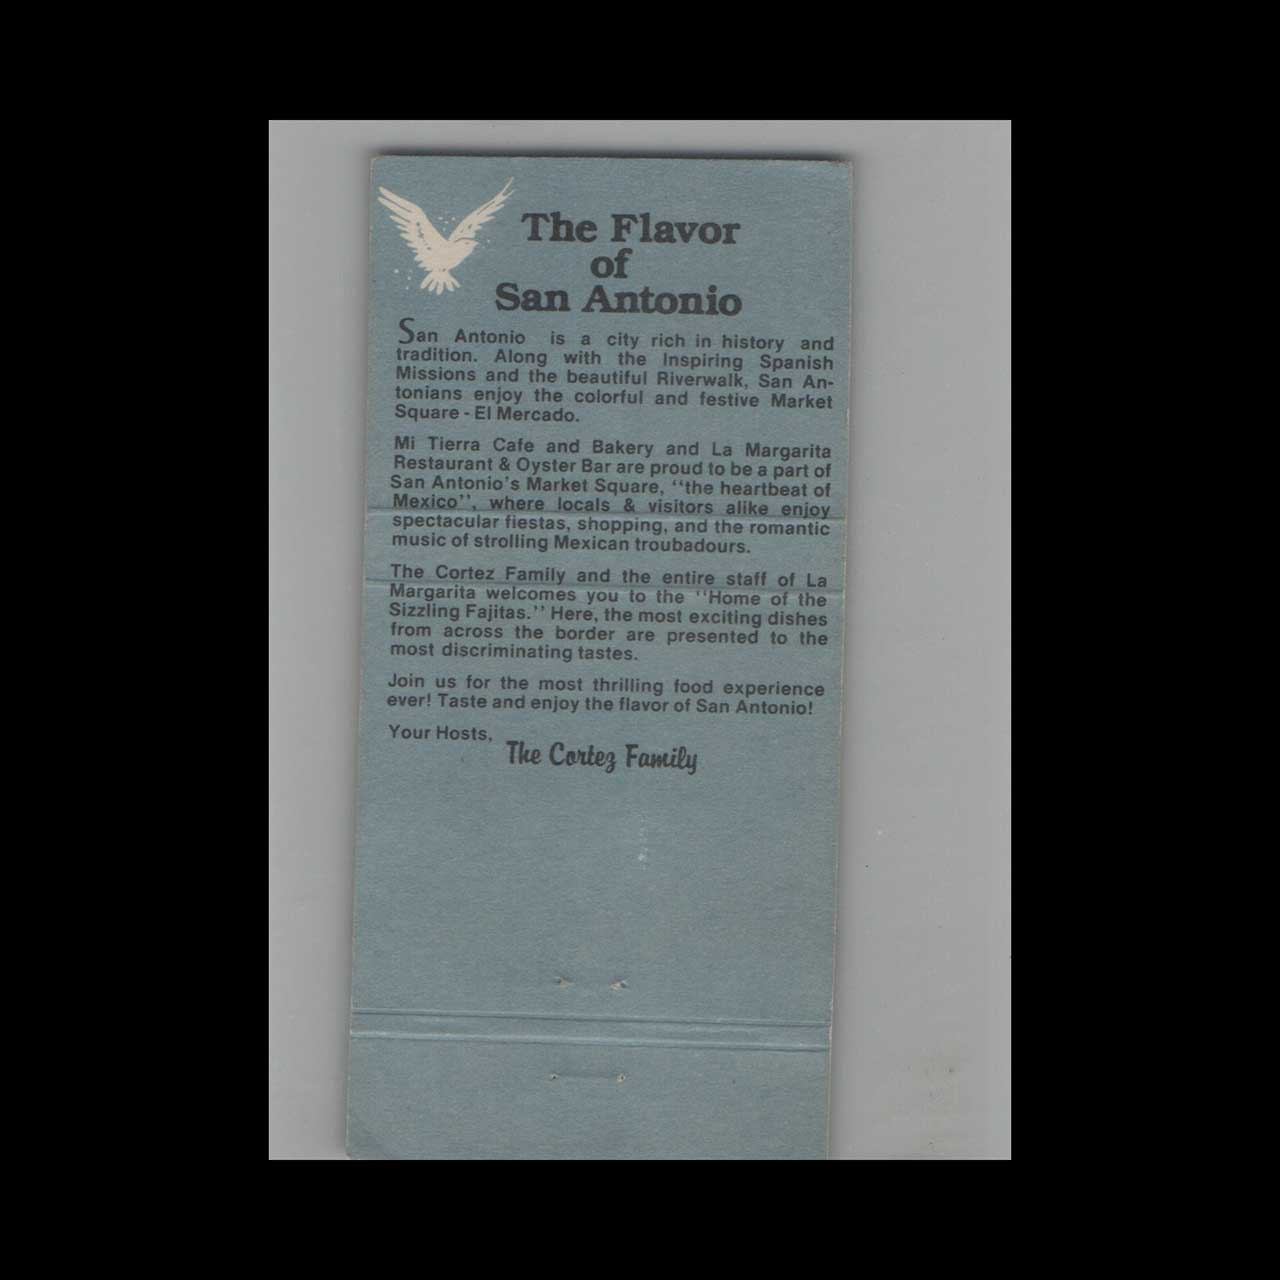 The Flavor
of
San Antonio
San Antonio is a city rich in history and
tradition. Along with the Inspiring Spanish
Missions and the beautiful Riverwalk, San An-
tonians enjoy the colorful and festive Market
Square - El Mercado.
Mi Tierra Cafe and Bakery and La Margarita
Restaurant & Oyster Bar are proud to be a part of
San Antonio's Market Square, "the heartbeat of
Mexico", where locals & visitors alike enjoy
spectacular fiestas, shopping, and the romantic
music of strolling Mexican troubadours.
The Cortez Family and the entire staff of La
Margarita welcomes you to the "Home of the
Sizzling Fajitas." Here, the most exciting dishes
from across the border are presented to the
most discriminating tastes.
Join us for the most thrilling food experience
ever! Taste and enjoy the flavor of San Antonio!
Your Hosts,
The Cortez Family